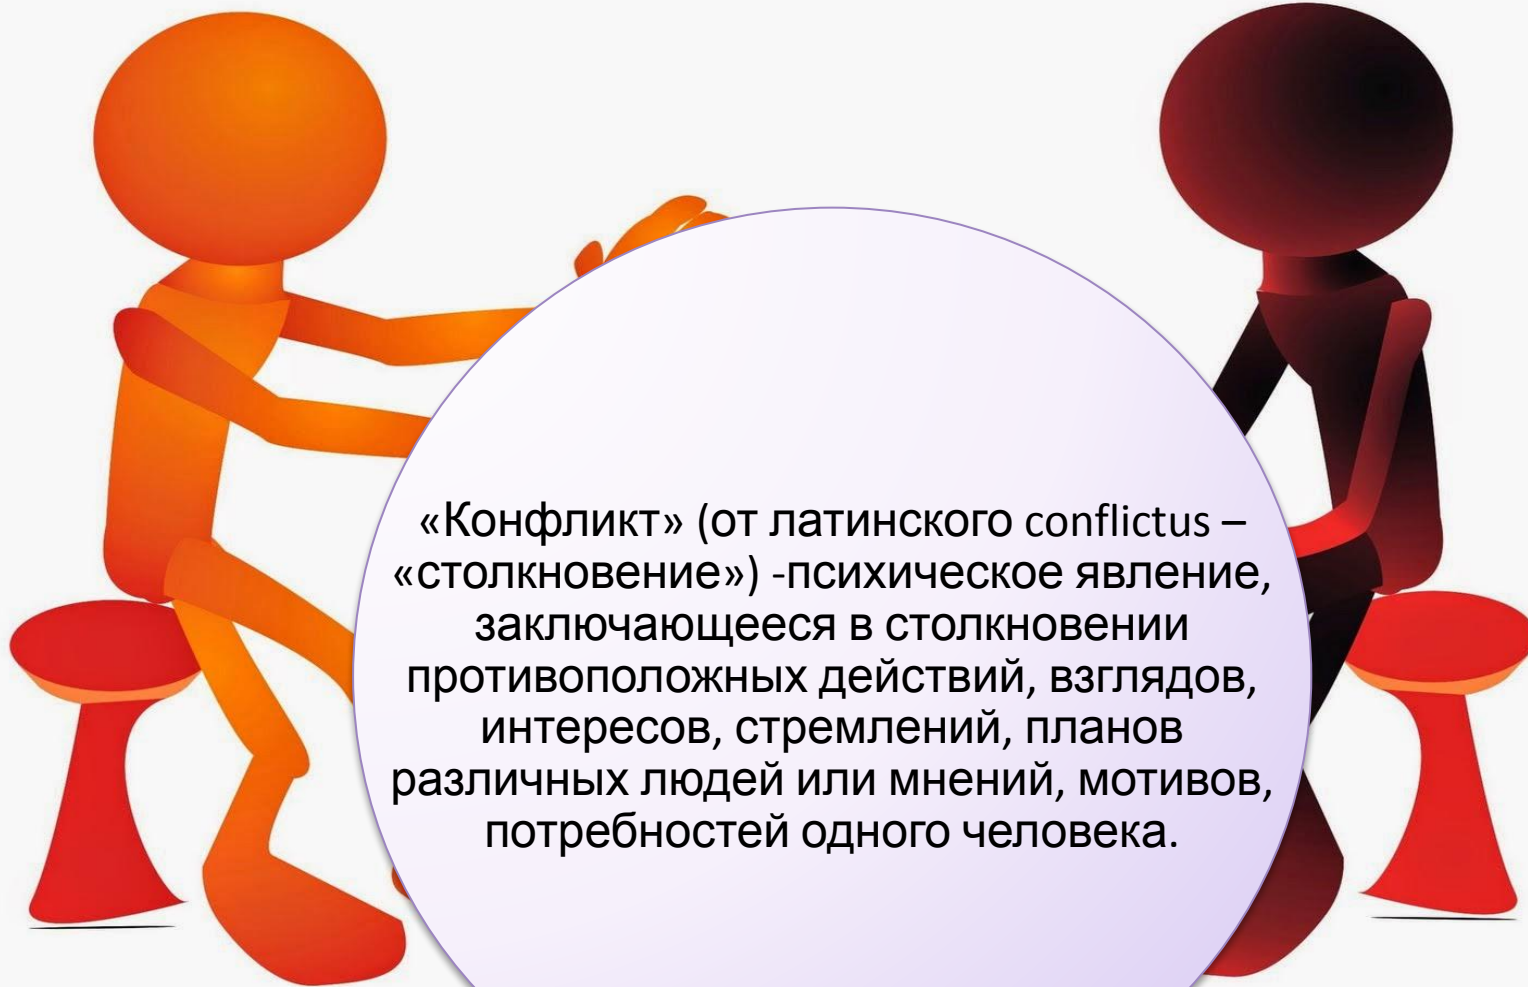 «Конфликт» (от латинского conflictus –
«столкновение») -психическое явление,
заключающееся в столкновении
противоположных действий, взглядов,
интересов, стремлений, планов
различных людей или мнений, мотивов,
потребностей одного человека.